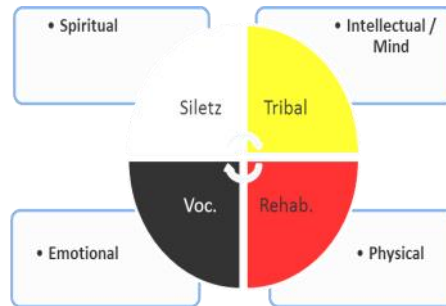 • Spiritual
• Intellectual /
Mind
Siletz
Tribal
Voc.
Rehab.
• Emotional
• Physical